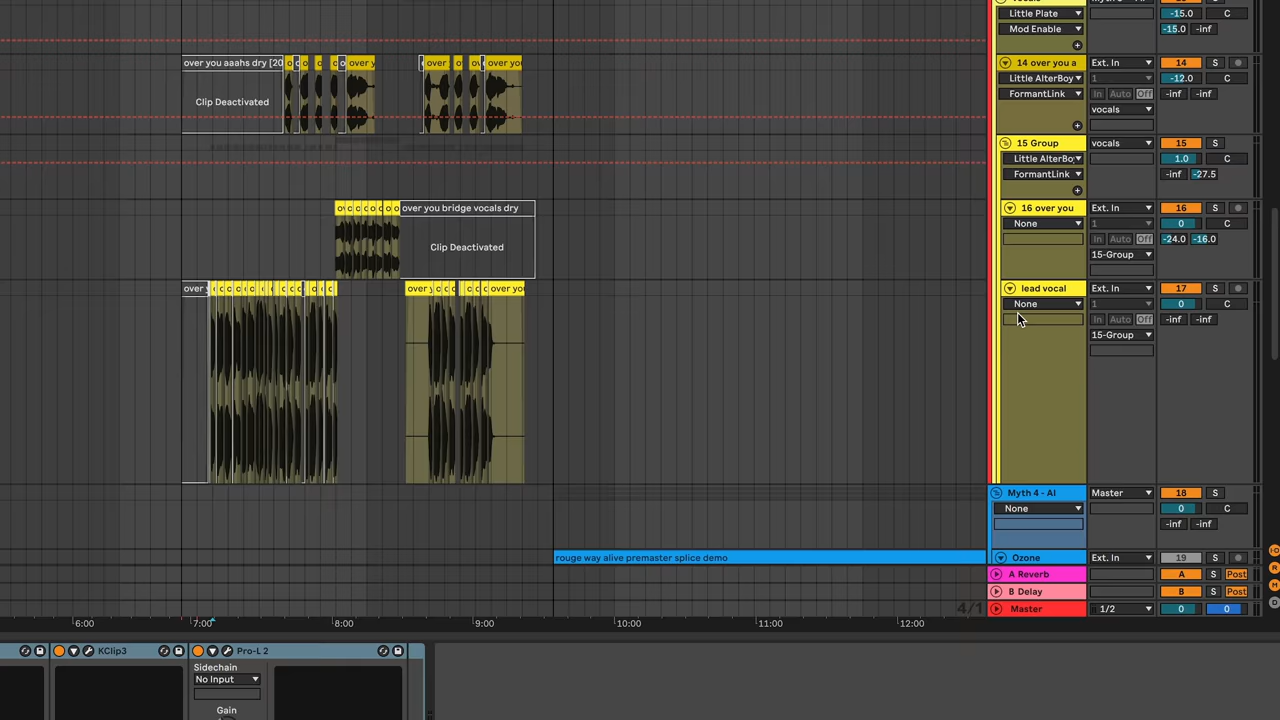 Little Plate
-15.0
C
Mod Enable
-15.0
-inf
over you aaahs dry [20
o
c
o
o
o
o
over y
over
o
ov
over you
14 over you a
Ext. In
14
S
Little AlterBoy
1
-12.0
C
Clip Deactivated
FormantLink
In
Auto
Off
-inf
-inf
vocals
15 Group
vocals
15
S
Little AlterBoy
1.0
C
FormantLink
-inf
-27.5
over you bridge vocals dry
16 over you
Ext. In
16
S
None
1
0
C
Clip Deactivated
In
Auto
Off
-24.0
-16.0
15-Group
over y
over y
c
c
c
over you
lead vocal
Ext. In
17
S
None
1
0
C
In
Auto
Off
-inf
-inf
15-Group
Myth 4 - AI
Master
18
S
None
0
C
-inf
-inf
rouge way alive premaster splice demo
Ozone
Ext. In
19
S
A Reverb
A
S
Post
B Delay
B
S
Post
4/1
Master
1/2
0
0
6:00
7:00
8:00
9:00
10:00
11:00
12:00
KClip3
Pro-L 2
Sidechain
No Input
Gain